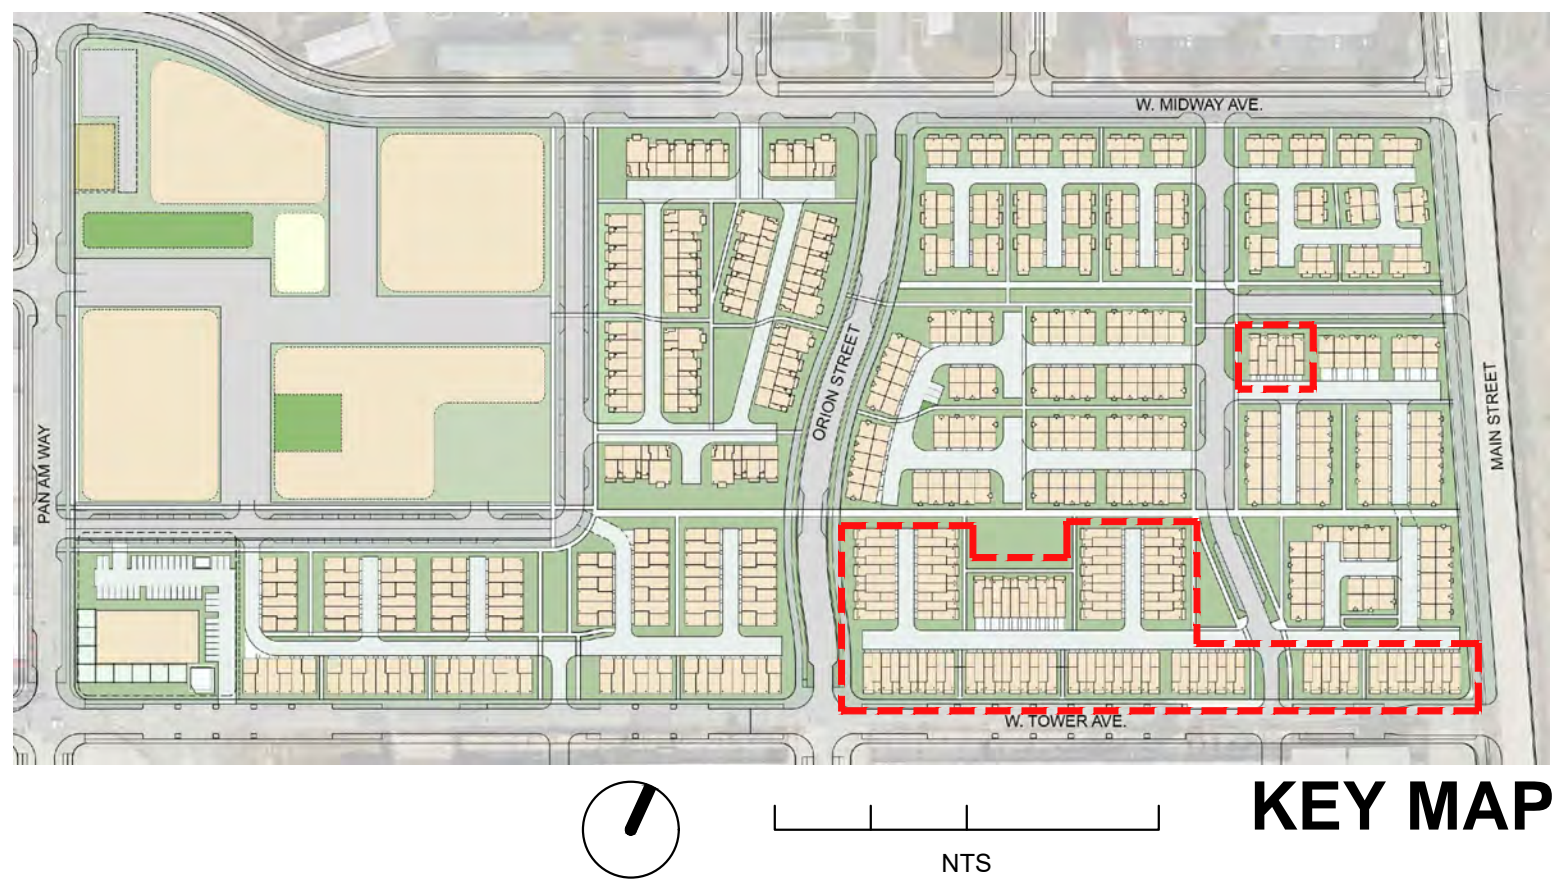 W. MIDWAY AVE.
ORION STREET
MAIN STREET
PAN AM WAY
W. TOWER AVE.
KEY MAP
NTS